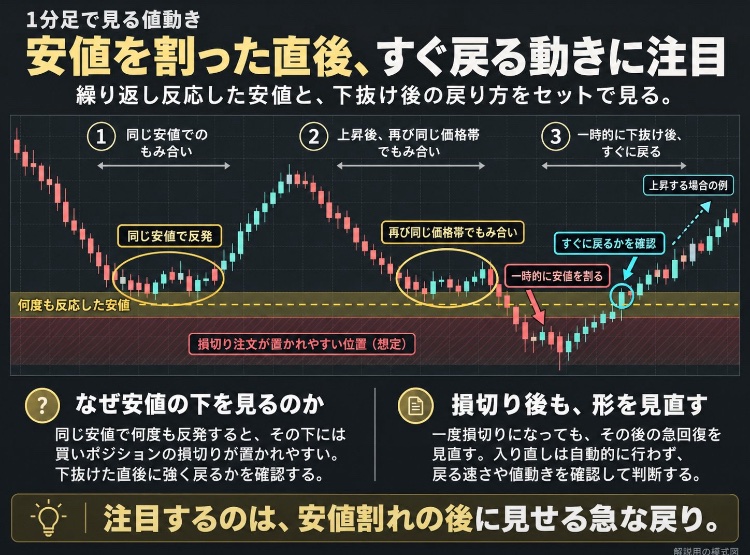 1分足で見る値動き
安値を割った直後、すぐ戻る動きに注目
繰り返し反応した安値と、下抜け後の戻り方をセットで見る。
1
同じ安値での
もみ合い
2
上昇後、再び同じ価格帯
でもみ合い
3
一時的に下抜け後、
すぐに戻る
上昇する場合の例
同じ安値で反発
再び同じ価格帯でもみ合い
すぐに戻るかを確認
一時的に安値を割る
何度も反応した安値
損切り注文が置かれやすい位置（想定）
?
なぜ安値の下を見るのか
同じ安値で何度も反発すると、その下には
買いポジションの損切りが置かれやすい。
下抜けた直後に強く戻るかを確認する。
損切り後も、形を見直す
一度損切りになっても、その後の急回復を
見直す。入り直しは自動的に行わず、
戻る速さや値動きを確認して判断する。
注目するのは、安値割れの後に見せる急な戻り。
解説用の模式図